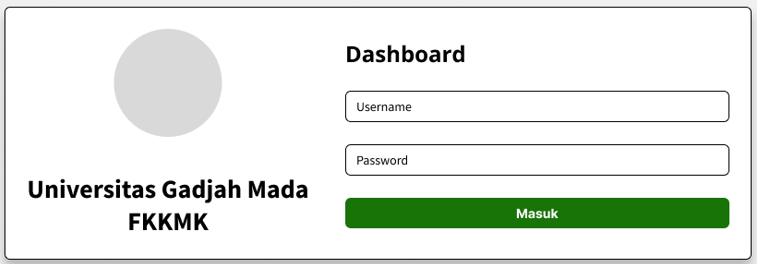 Universitas Gadjah Mada
FKKMK
Dashboard
Username
Password
Masuk